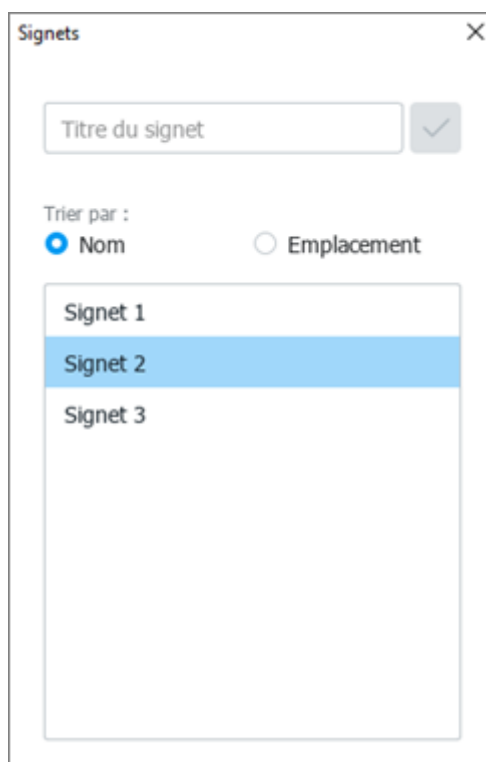 Signets
Titre du signet
Trier par :
Nom
Emplacement
Signet 1
Signet 2
Signet 3